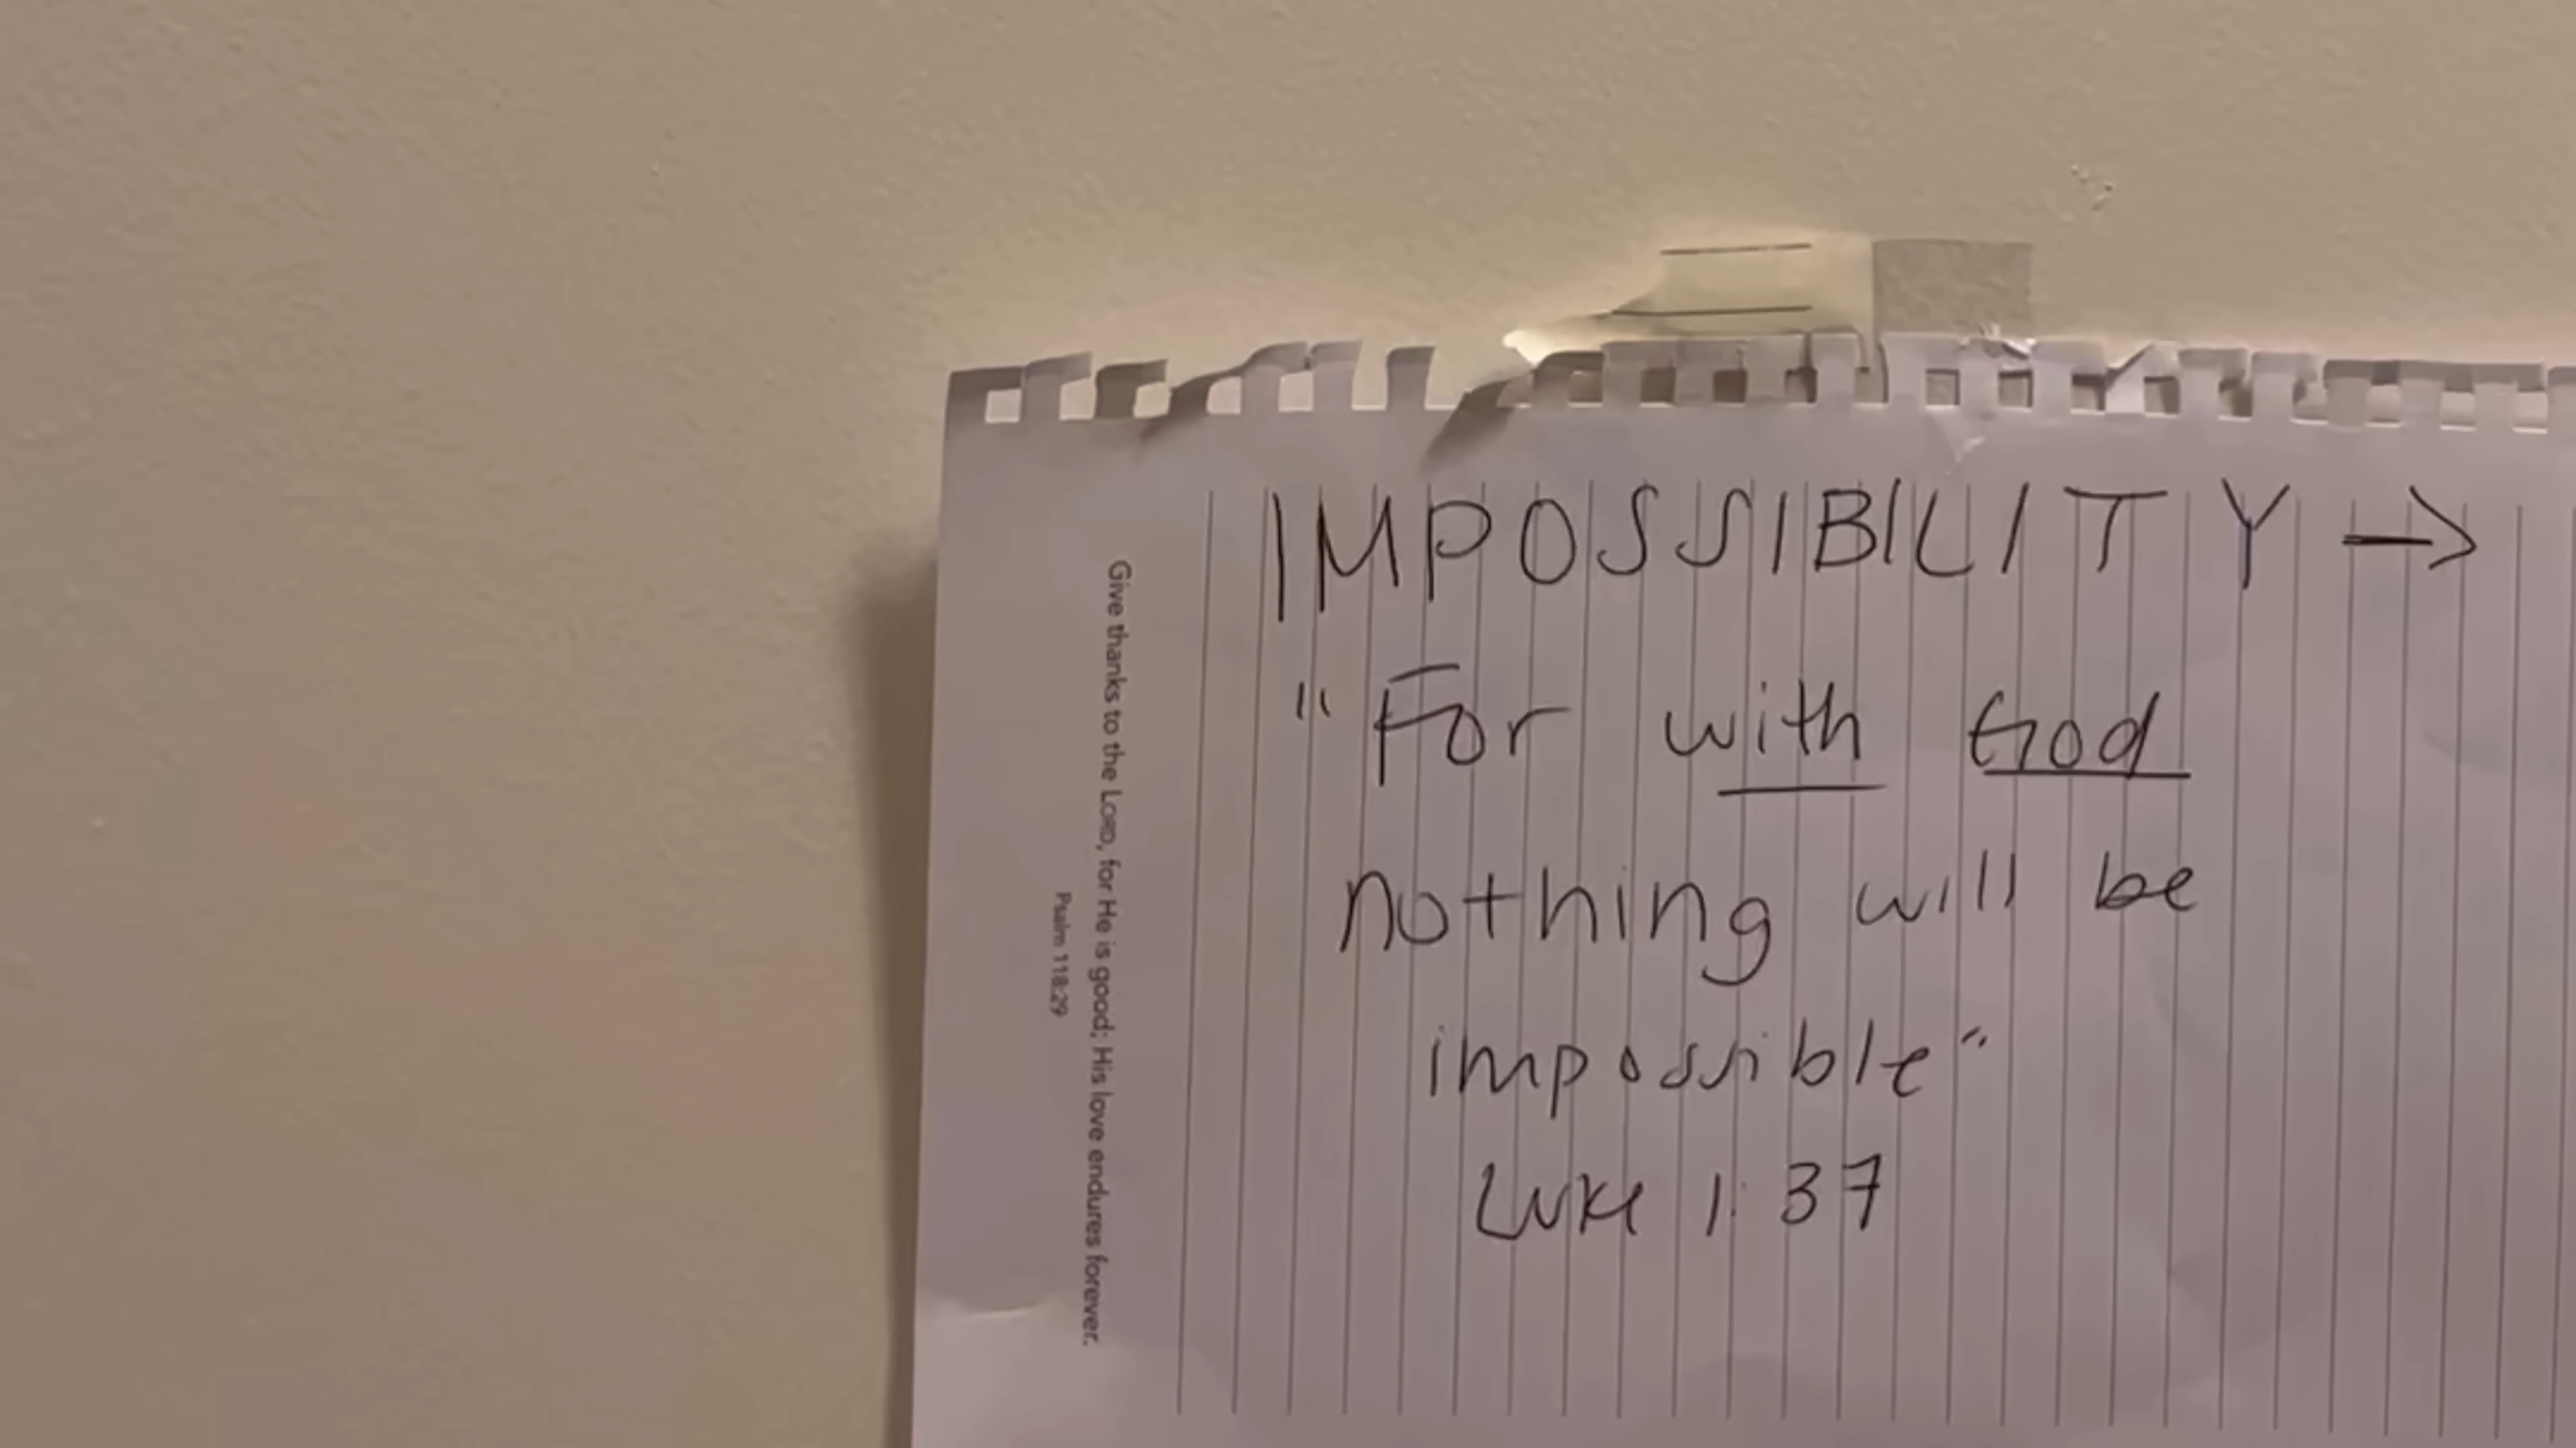 IMPOSSIBILITY →
"For with God
nothing will be
impossible"
Luke 1:37
Give thanks to the LORD, for He is good; His love endures forever.
Psalm 118:29